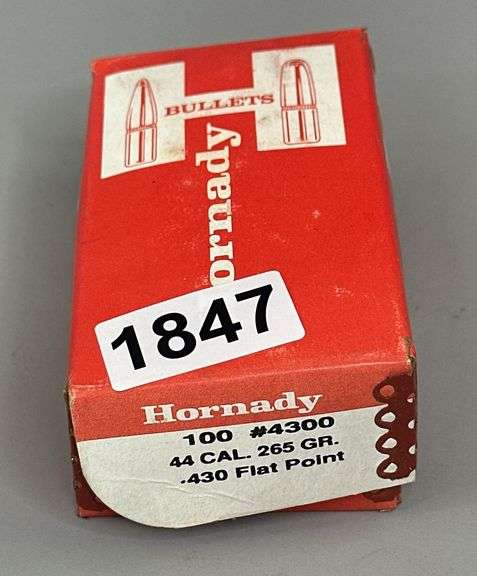 BULLETS
Hornady
1847
Hornady
100 #4300
44 CAL. 265 GR.
.430 Flat Point